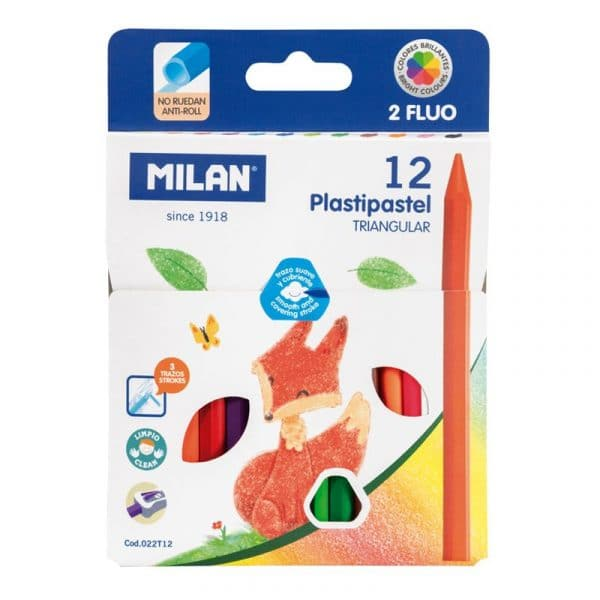 NO RUEDAN
ANTI-ROLL
COLORES BRILLANTES
BRIGHT COLOURS
2 FLUO
MILAN®
since 1918
12
Plastipastel
TRIANGULAR
trazo suave
y cubriente
smooth and
covering stroke
3
TRAZOS
STROKES
LIMPIO
CLEAN
Cod.022T12